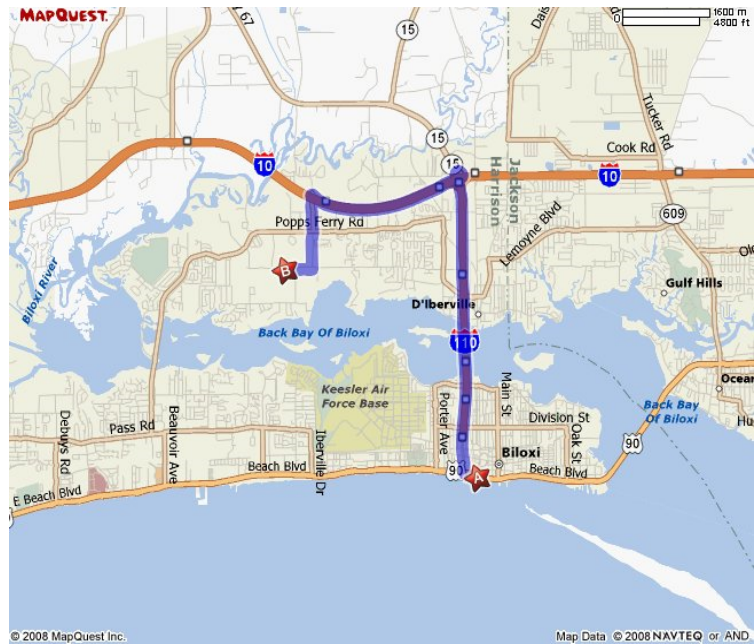 MAPQUEST.
1600 m
0
4800 ft
67
15
15
15
Tucker Rd
Cook Rd
10
10
Jackson
Harrison
Popps Ferry Rd
Lemoyne Blvd
609
B
Biloxi River
Gulf Hills
D'Iberville
Back Bay Of Biloxi
110
Keesler Air
Force Base
Main St
Porter Ave
Back Bay
Of Biloxi
Ocean
Pass Rd
Debuys Rd
Beauvoir Ave
Iberville Dr
Division St
Oak St
90
Biloxi
Beach Blvd
90
A
Beach Blvd
E Beach Blvd
© 2008 MapQuest Inc.
Map Data © 2008 NAVTEQ or AND